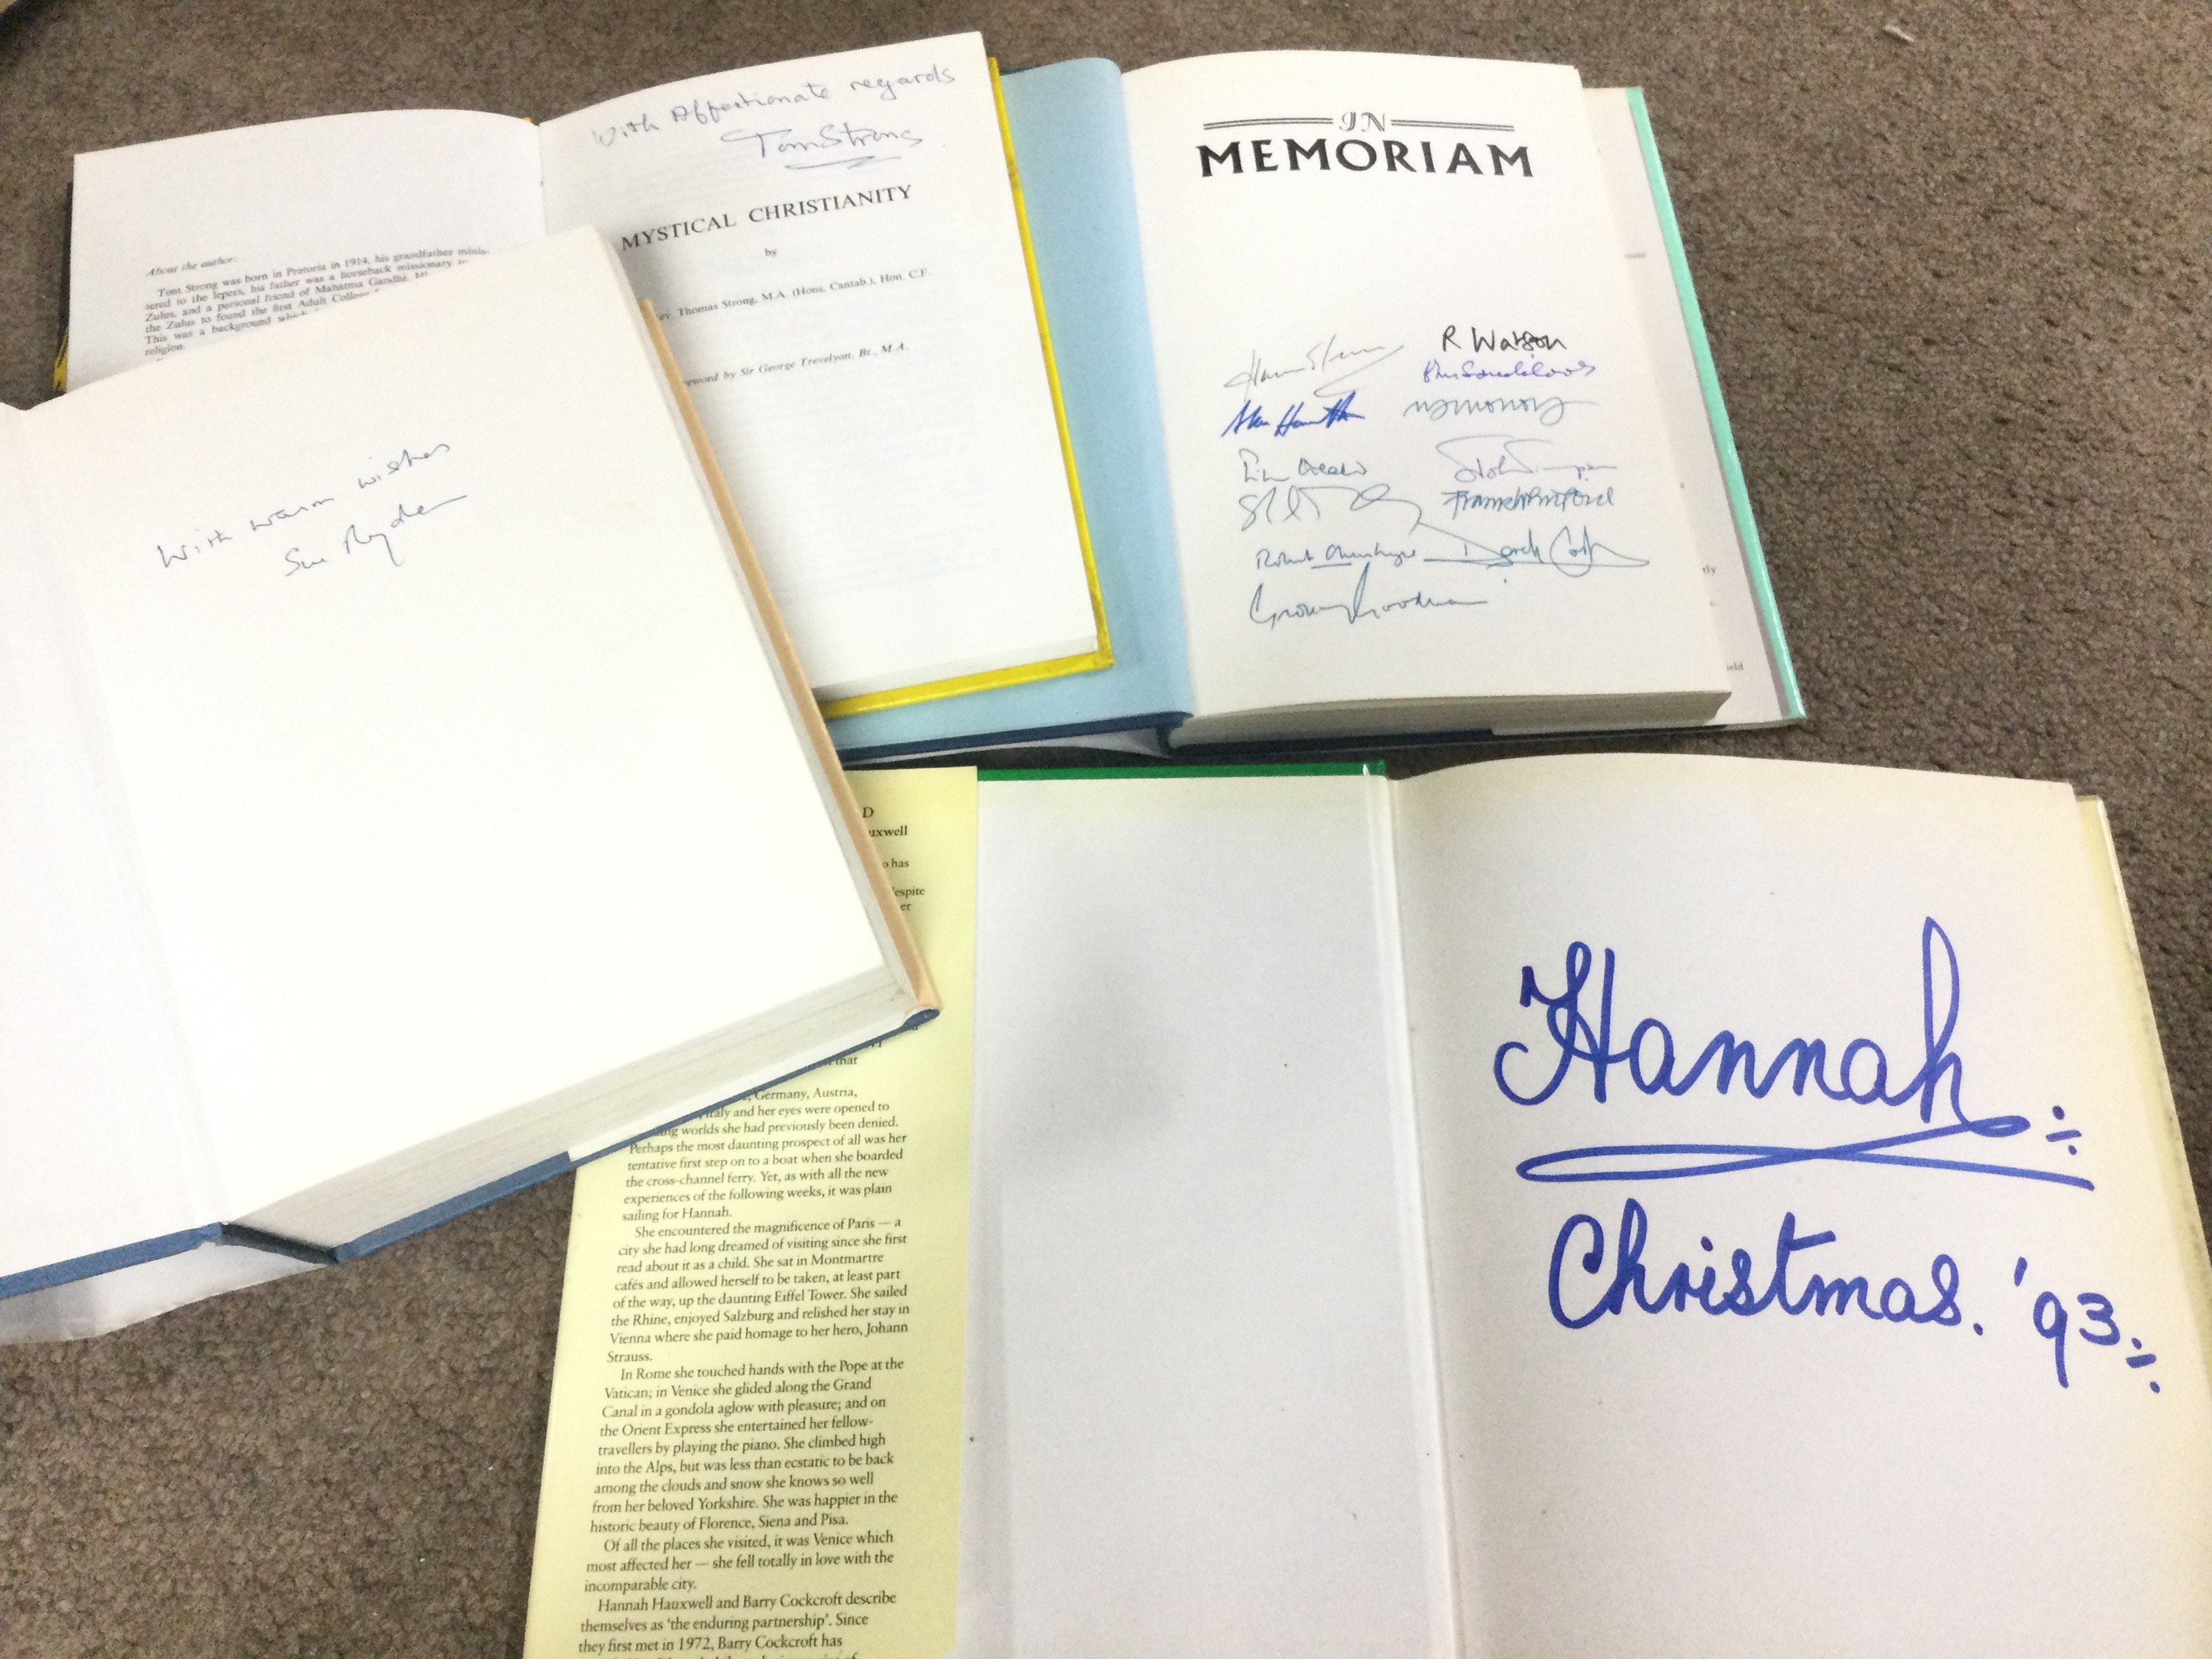 With Affectionate regards
Tom Strong
MYSTICAL CHRISTIANITY
by
Thomas Strong, M.A. (Hons. Cantab.), Hon. C.F.
by Sir George Trevelyan, Bt., M.A.
About the author:
Tom Strong was born in Pretoria in 1914, his grandfather minis-
tered to the lepers, his father was a horseback missionary
Zulus, and a personal friend of Mahatma Gandhi.
the Zulus to found the first Adult College
This was a background
religion.
With warm wishes
Sue Ryder
IN
MEMORIAM
R Watson
Hannah
Christmas. '93.
D
uxwell
has
espite
er
that
Germany, Austria,
Italy and her eyes were opened to
worlds she had previously been denied.
Perhaps the most daunting prospect of all was her
tentative first step on to a boat when she boarded
the cross-channel ferry. Yet, as with all the new
experiences of the following weeks, it was plain
sailing for Hannah.
She encountered the magnificence of Paris — a
city she had long dreamed of visiting since she first
read about it as a child. She sat in Montmartre
cafés and allowed herself to be taken, at least part
of the way, up the daunting Eiffel Tower. She sailed
the Rhine, enjoyed Salzburg and relished her stay in
Vienna where she paid homage to her hero, Johann
Strauss.
In Rome she touched hands with the Pope at the
Vatican; in Venice she glided along the Grand
Canal in a gondola aglow with pleasure; and on
the Orient Express she entertained her fellow-
travellers by playing the piano. She climbed high
into the Alps, but was less than ecstatic to be back
among the clouds and snow she knows so well
from her beloved Yorkshire. She was happier in the
historic beauty of Florence, Siena and Pisa.
Of all the places she visited, it was Venice which
most affected her — she fell totally in love with the
incomparable city.
Hannah Hauxwell and Barry Cockcroft describe
themselves as 'the enduring partnership'. Since
they first met in 1972, Barry Cockcroft has